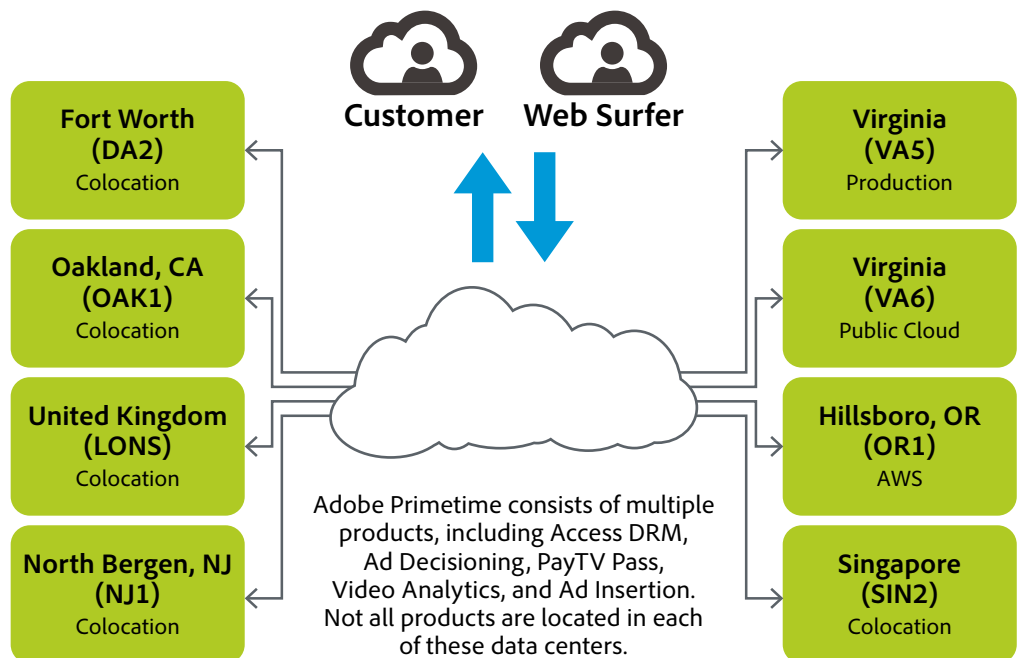 Customer
Web Surfer
Fort Worth
(DA2)
Colocation
Oakland, CA
(OAK1)
Colocation
United Kingdom
(LONS)
Colocation
North Bergen, NJ
(NJ1)
Colocation
Virginia
(VA5)
Production
Virginia
(VA6)
Public Cloud
Hillsboro, OR
(OR1)
AWS
Singapore
(SIN2)
Colocation
Adobe Primetime consists of multiple
products, including Access DRM,
Ad Decisioning, PayTV Pass,
Video Analytics, and Ad Insertion.
Not all products are located in each
of these data centers.